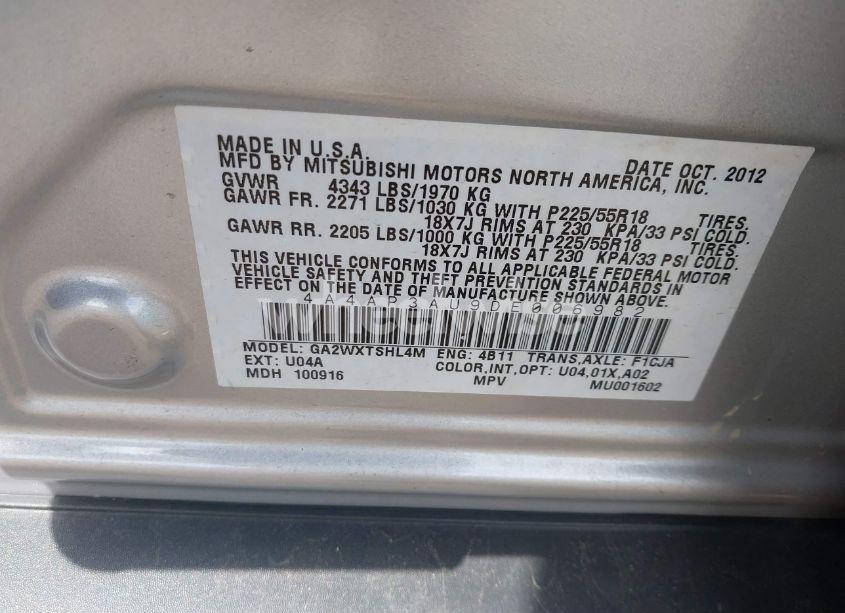 MADE IN U.S.A. DATE OCT. 2012
MFD BY MITSUBISHI MOTORS NORTH AMERICA, INC.
GVWR 4343 LBS/1970 KG
GAWR FR. 2271 LBS/1030 KG WITH P225/55R18 TIRES,
18X7J RIMS AT 230 KPA/33 PSI COLD.
GAWR RR. 2205 LBS/1000 KG WITH P225/55R18 TIRES,
18X7J RIMS AT 230 KPA/33 PSI COLD.
THIS VEHICLE CONFORMS TO ALL APPLICABLE FEDERAL MOTOR
VEHICLE SAFETY AND THEFT PREVENTION STANDARDS IN
EFFECT ON THE DATE OF MANUFACTURE SHOWN ABOVE.
4A4AP3AU9DE006982
MODEL: GA2WXTSHL4M ENG: 4B11 TRANS,AXLE: F1CJA
EXT: U04A COLOR,INT,OPT: U04,01X,A02
MDH 100916 MPV MU001602